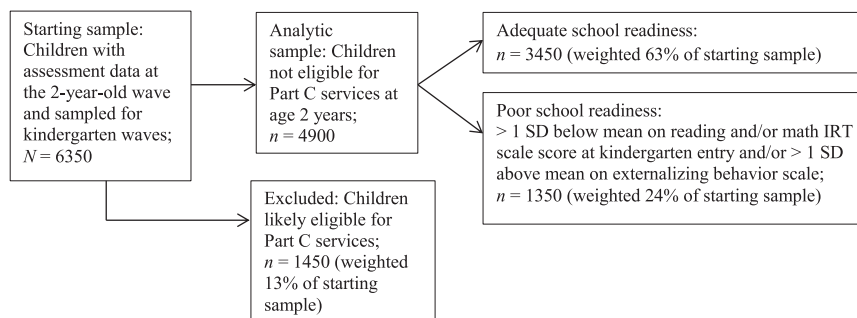 Starting sample:
Children with
assessment data at
the 2-year-old wave
and sampled for
kindergarten waves;
N = 6350
Analytic
sample: Children
not eligible for
Part C services at
age 2 years;
n = 4900
Adequate school readiness:
n = 3450 (weighted 63% of starting sample)
Poor school readiness:
> 1 SD below mean on reading and/or math IRT
scale score at kindergarten entry and/or > 1 SD
above mean on externalizing behavior scale;
n = 1350 (weighted 24% of starting sample)
Excluded: Children
likely eligible for
Part C services;
n = 1450 (weighted
13% of starting
sample)